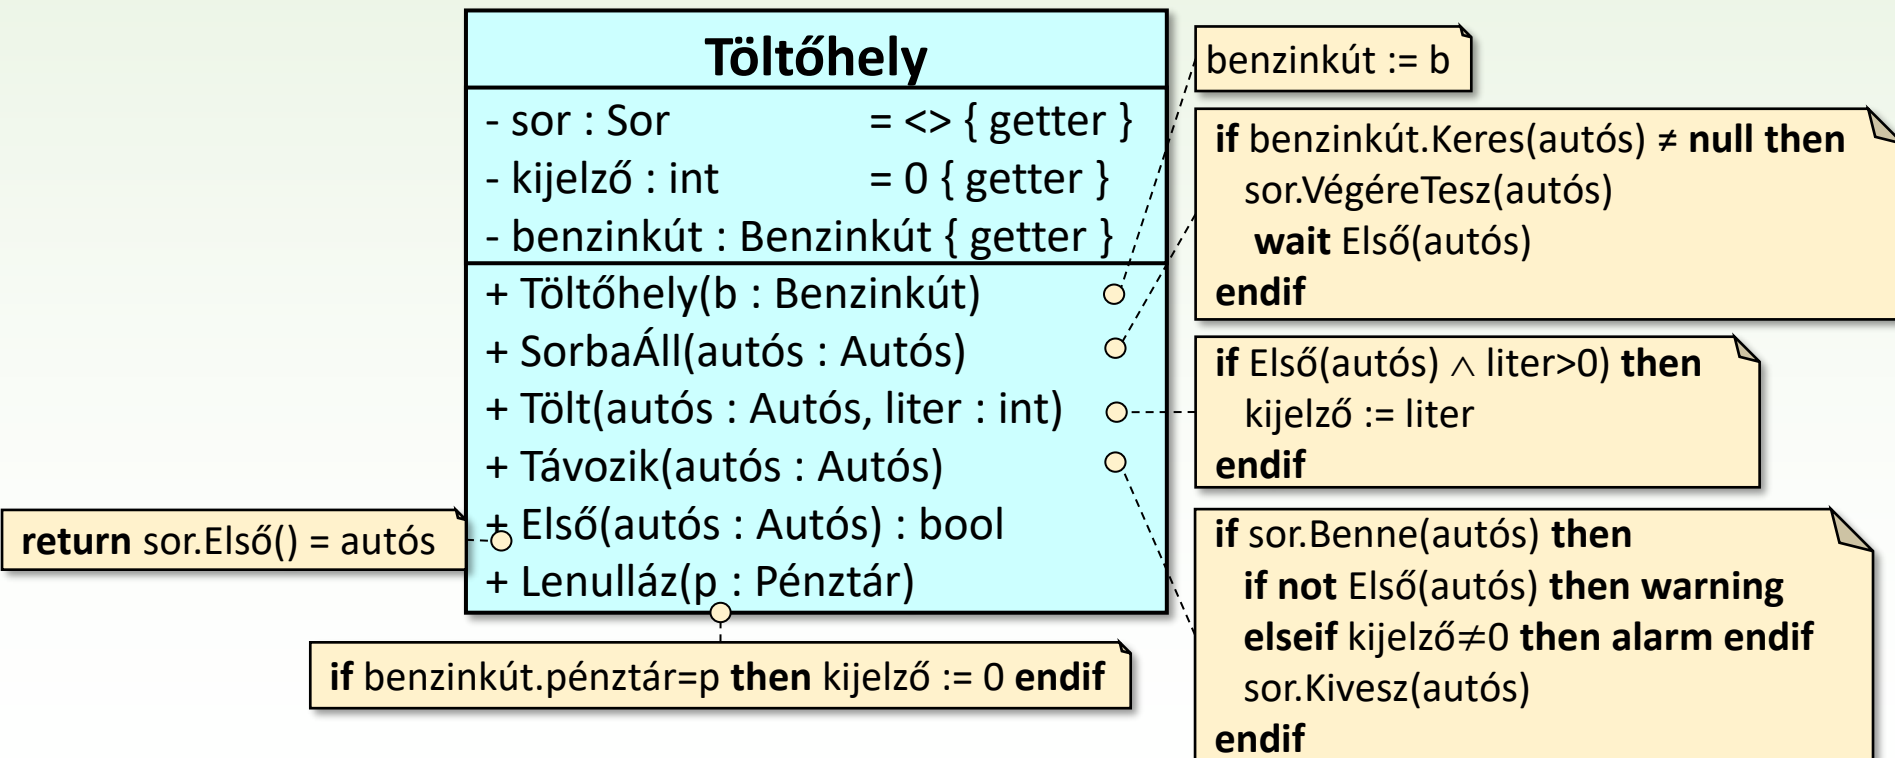 Töltőhely
- sor : Sor = <> { getter }
- kijelző : int = 0 { getter }
- benzinkút : Benzinkút { getter }
+ Töltőhely(b : Benzinkút)
+ SorbaÁll(autós : Autós)
+ Tölt(autós : Autós, liter : int)
+ Távozik(autós : Autós)
+ Első(autós : Autós) : bool
+ Lenulláz(p : Pénztár)
benzinkút := b
if benzinkút.Keres(autós) ≠ null then
sor.VégéreTesz(autós)
wait Első(autós)
endif
if Első(autós) ∧ liter>0) then
kijelző := liter
endif
if sor.Benne(autós) then
if not Első(autós) then warning
elseif kijelző≠0 then alarm endif
sor.Kivesz(autós)
endif
return sor.Első() = autós
if benzinkút.pénztár=p then kijelző := 0 endif